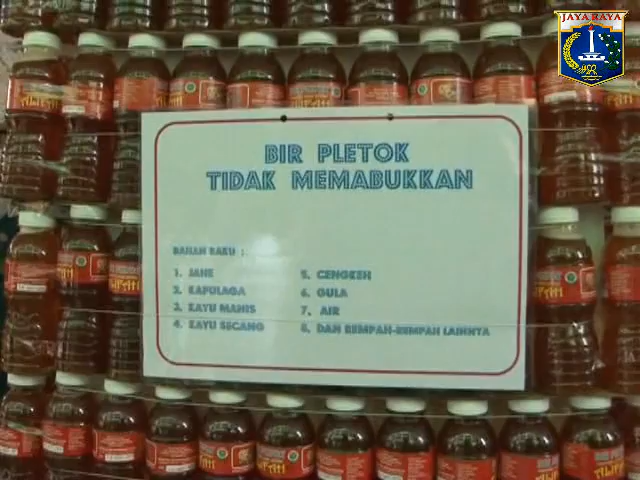 JAYA RAYA
BIR PLETOK
TIDAK MEMABUKKAN
BAHAN BAKU :
1. JAHE
2. KAPULAGA
3. KAYU MANIS
4. KAYU SECANG
5. CENGKEH
6. GULA
7. AIR
8. DAN REMPAH-REMPAH LAINNYA